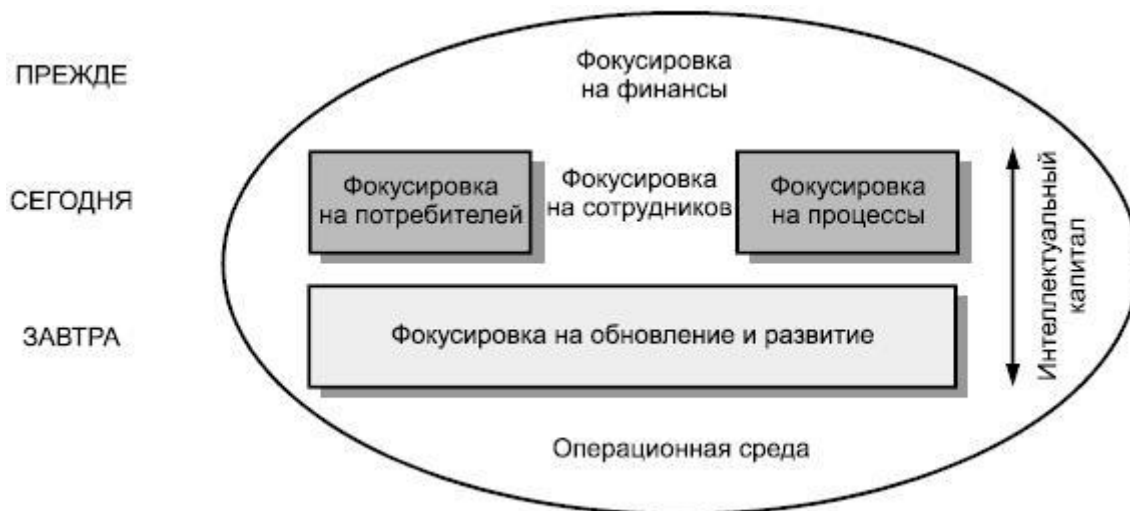 ПРЕЖДЕ
Фокусировка
на финансы
СЕГОДНЯ
Фокусировка
на потребителей
Фокусировка
на сотрудников
Фокусировка
на процессы
ЗАВТРА
Фокусировка на обновление и развитие
Интеллектуальный
капитал
Операционная среда